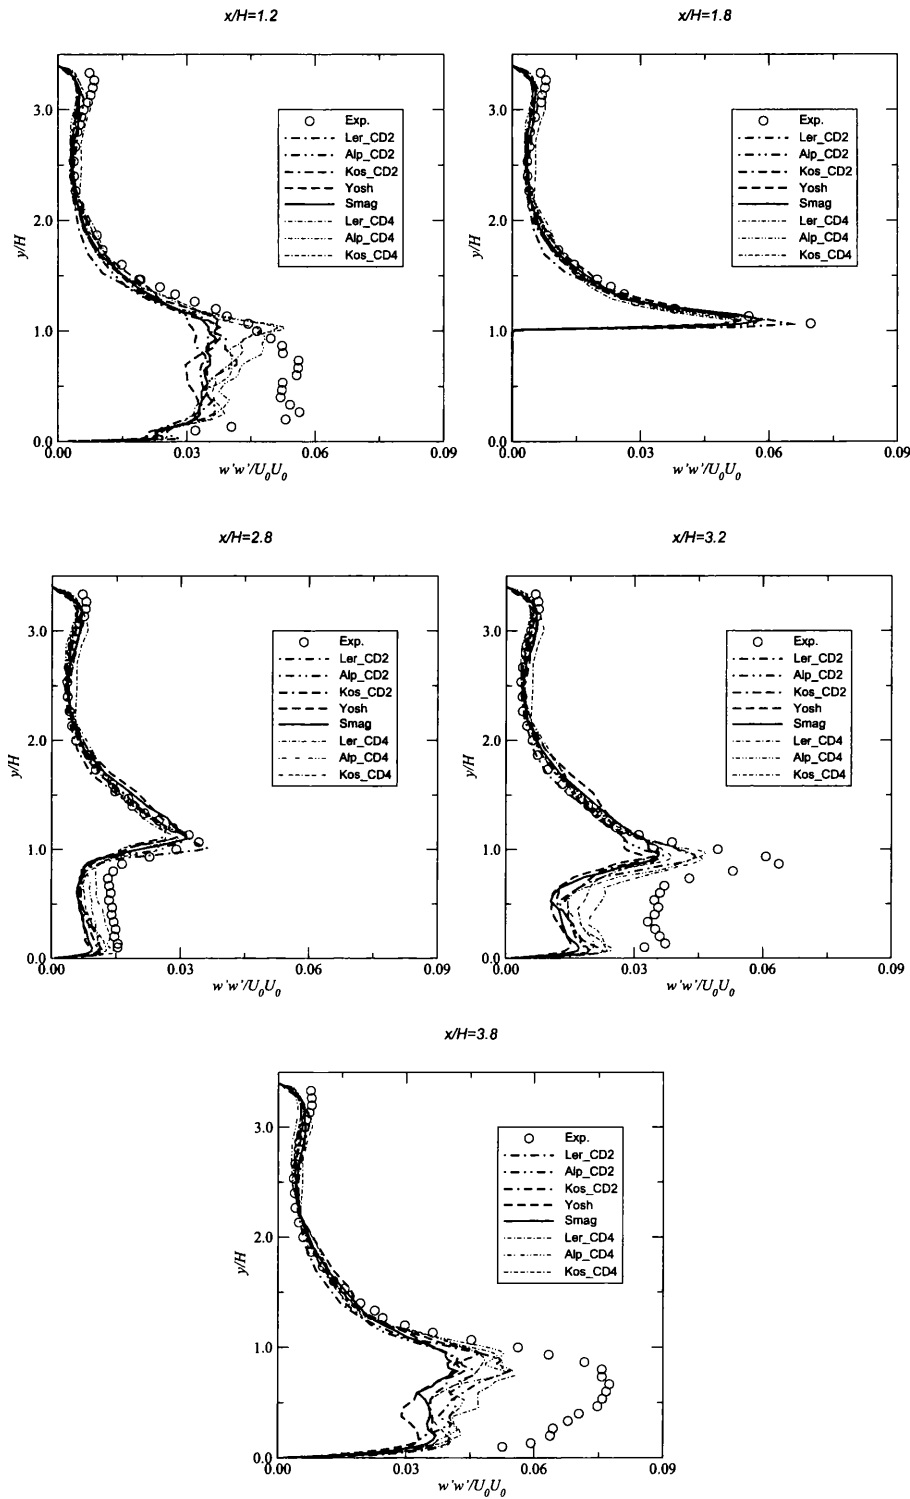 x/H=1.2
3.0
2.0
1.0
0.0
y/H
Exp.
Ler_CD2
Alp_CD2
Kos_CD2
Yosh
Smag
Ler_CD4
Alp_CD4
Kos_CD4
0.00 0.03 0.06 0.09
w'w'/U0U0
x/H=1.8
3.0
2.0
1.0
0.0
y/H
Exp.
Ler_CD2
Alp_CD2
Kos_CD2
Yosh
Smag
Ler_CD4
Alp_CD4
Kos_CD4
0.00 0.03 0.06 0.09
w'w'/U0U0
x/H=2.8
3.0
2.0
1.0
0.0
y/H
Exp.
Ler_CD2
Alp_CD2
Kos_CD2
Yosh
Smag
Ler_CD4
Alp_CD4
Kos_CD4
0.00 0.03 0.06 0.09
w'w'/U0U0
x/H=3.2
3.0
2.0
1.0
0.0
y/H
Exp.
Ler_CD2
Alp_CD2
Kos_CD2
Yosh
Smag
Ler_CD4
Alp_CD4
Kos_CD4
0.00 0.03 0.06 0.09
w'w'/U0U0
x/H=3.8
3.0
2.0
1.0
0.0
y/H
Exp.
Ler_CD2
Alp_CD2
Kos_CD2
Yosh
Smag
Ler_CD4
Alp_CD4
Kos_CD4
0.00 0.03 0.06 0.09
w'w'/U0U0